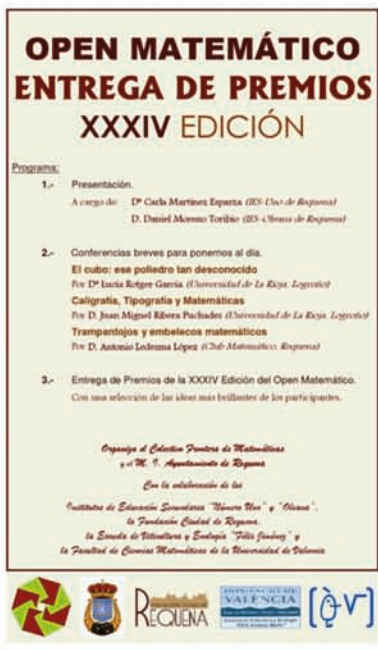 OPEN MATEMÁTICO
ENTREGA DE PREMIOS
XXXIV EDICIÓN
Programa:
1.- Presentación.
A cargo de: Dª Carla Martínez Esparza (IES-Uno de Requena)
D. Daniel Moreno Toribio (IES-Oleana de Requena)
2.- Conferencias breves para ponernos al día.
El cubo: ese poliedro tan desconocido
Por Dª Lucía Rotger García (Universidad de La Rioja. Logroño)
Caligrafía, Tipografía y Matemáticas
Por D. Juan Miguel Ribera Puchades (Universidad de La Rioja. Logroño)
Trampantojos y embelecos matemáticos
Por D. Antonio Ledesma López (Club Matemático. Requena)
3.- Entrega de Premios de la XXXIV Edición del Open Matemático.
Con una selección de las ideas más brillantes de los participantes.
Organiza el Colectivo Frontera de Matemáticas
y el M. I. Ayuntamiento de Requena
Con la colaboración de los
Institutos de Educación Secundaria "Número Uno" y "Oleana",
la Fundación Ciudad de Requena,
la Escuela de Viticultura y Enología "Félix Jiménez" y
la Facultad de Ciencias Matemáticas de la Universidad de Valencia
REQUENA
DIPUTACIÓ DE
VALÈNCIA